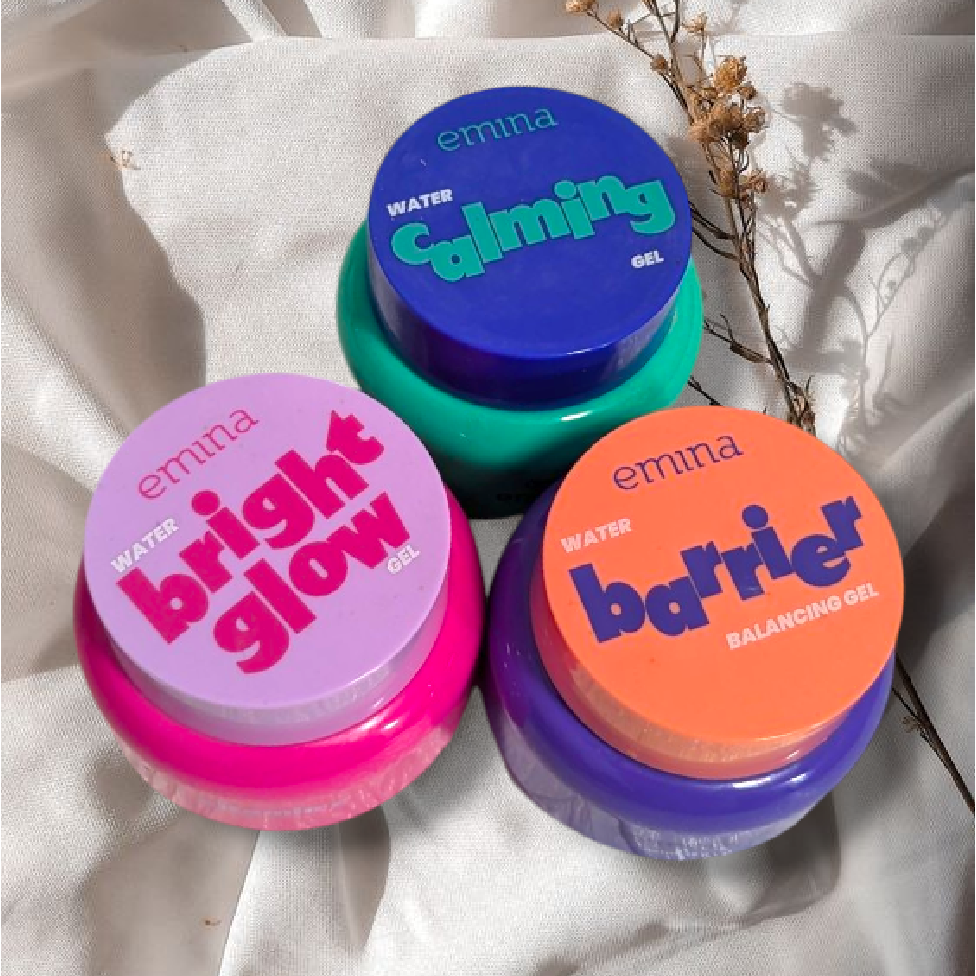 emina
WATER
calming
GEL
emina
WATER
bright
glow
GEL
emina
WATER
barrier
BALANCING GEL